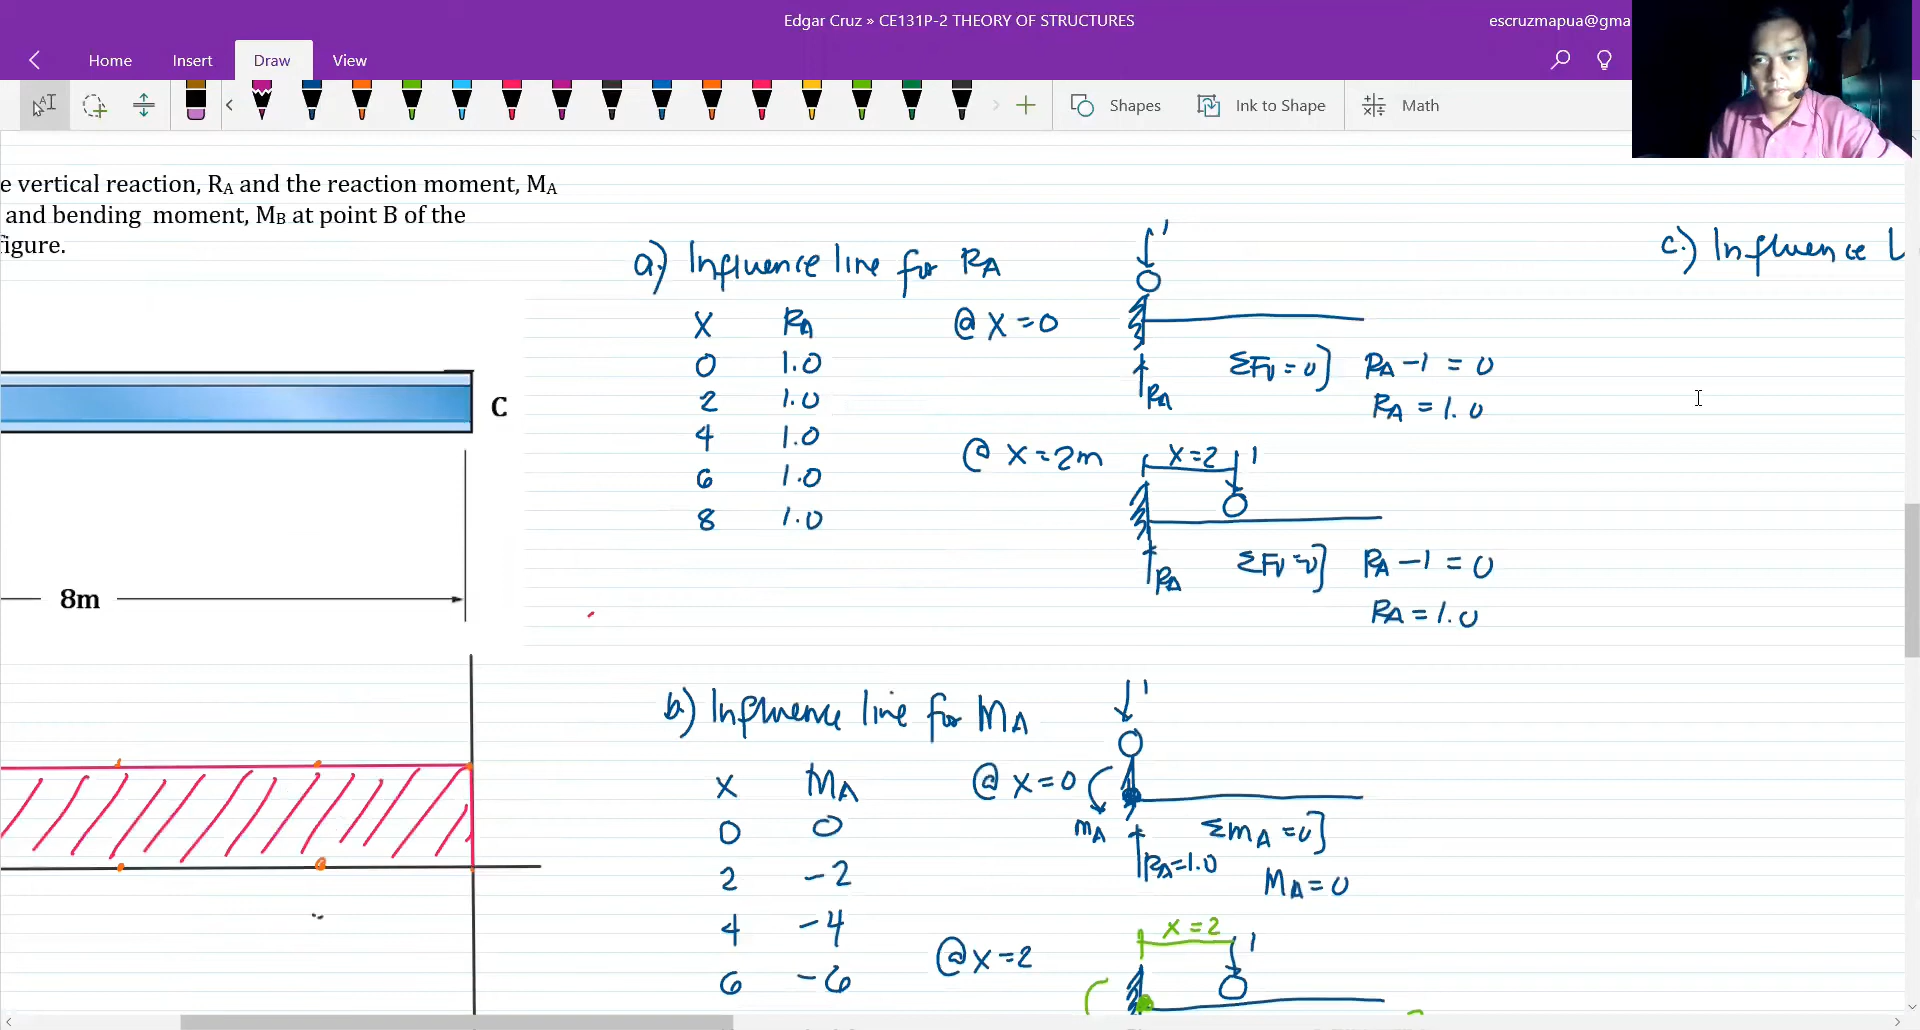 Edgar Cruz » CE131P-2 THEORY OF STRUCTURES
escruzmapua@gma
Home Insert Draw View
Shapes Ink to Shape Math
e vertical reaction, RA and the reaction moment, MA
and bending moment, MB at point B of the
figure.
C
8m
a.) Influence line for RA
X RA
0 1.0
2 1.0
4 1.0
6 1.0
8 1.0
@ X = 0
1
RA
ΣFv = 0] RA - 1 = 0
RA = 1.0
@ X = 2m
X = 2 1
RA
ΣFv = 0] RA - 1 = 0
RA = 1.0
b.) Influence line for MA
X MA
0 0
2 -2
4 -4
6 -6
@ X = 0
1
MA
RA = 1.0
ΣMA = 0]
MA = 0
@ X = 2
X = 2 1
c.) Influence L